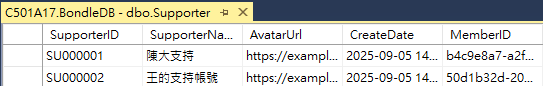 C501A17.BondleDB - dbo.Supporter
SupporterID SupporterNa... AvatarUrl CreateDate MemberID
SU000001 陳大支持 https://exampl... 2025-09-05 14... b4c9e8a7-a2f...
SU000002 王的支持帳號 https://exampl... 2025-09-05 14... 50d1b32d-20...